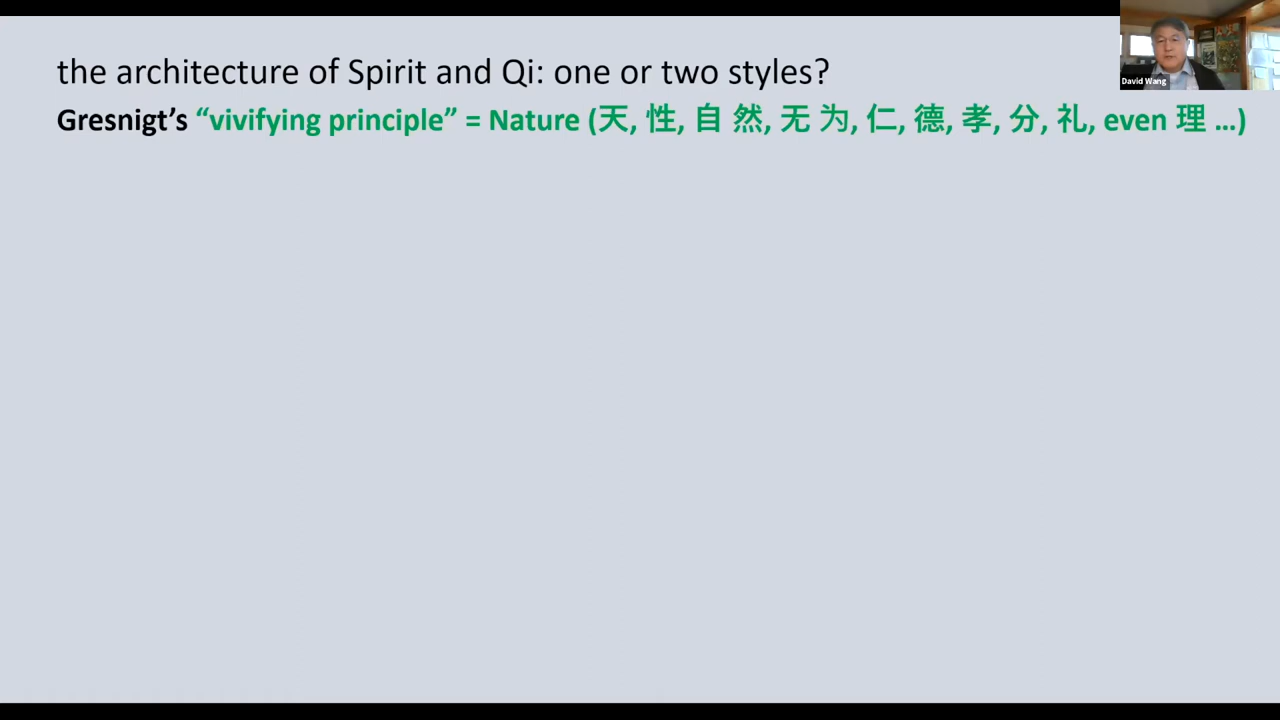 the architecture of Spirit and Qi: one or two styles?
Gresnigt’s “vivifying principle” = Nature (天, 性, 自 然, 无 为, 仁, 德, 孝, 分, 礼, even 理 ...)
David Wang